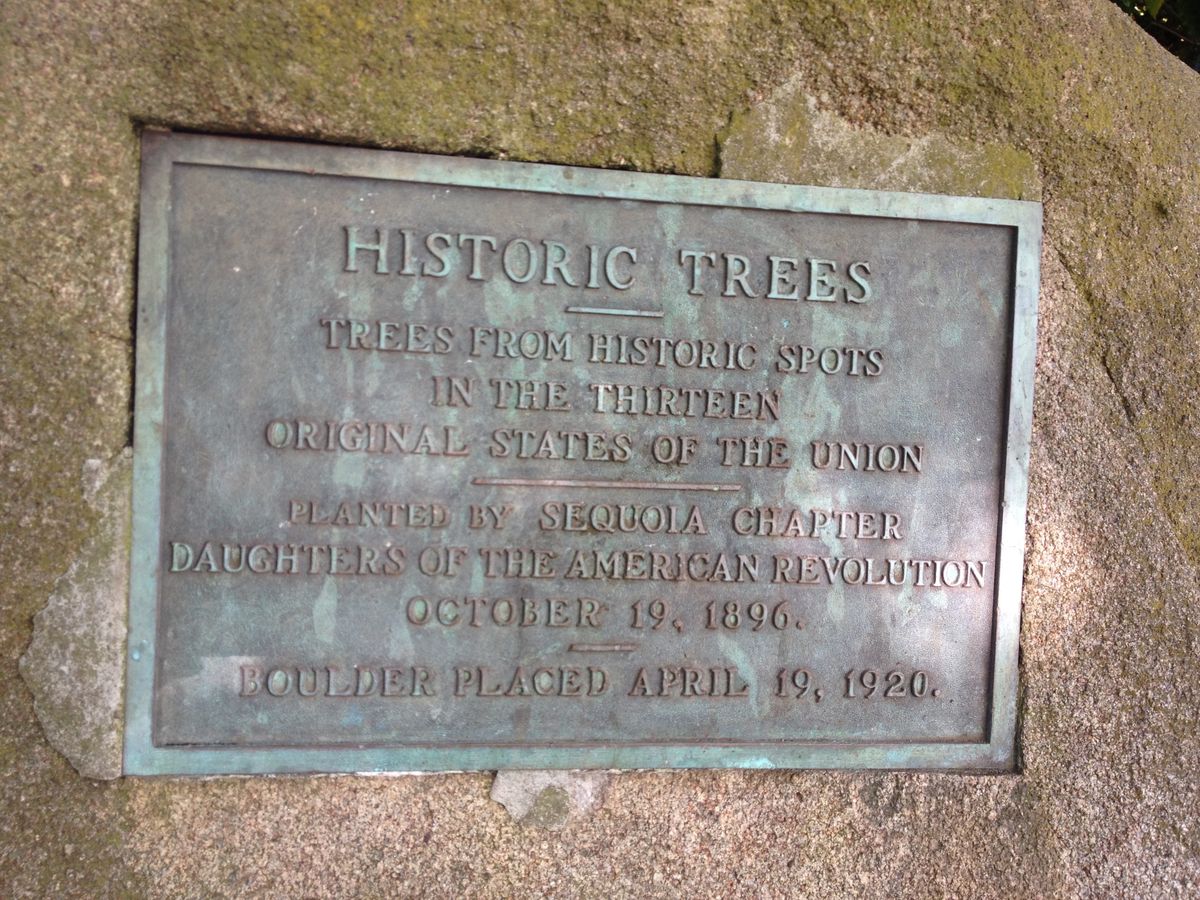 HISTORIC TREES
TREES FROM HISTORIC SPOTS
IN THE THIRTEEN
ORIGINAL STATES OF THE UNION
PLANTED BY SEQUOIA CHAPTER
DAUGHTERS OF THE AMERICAN REVOLUTION
OCTOBER 19, 1896.
BOULDER PLACED APRIL 19, 1920.